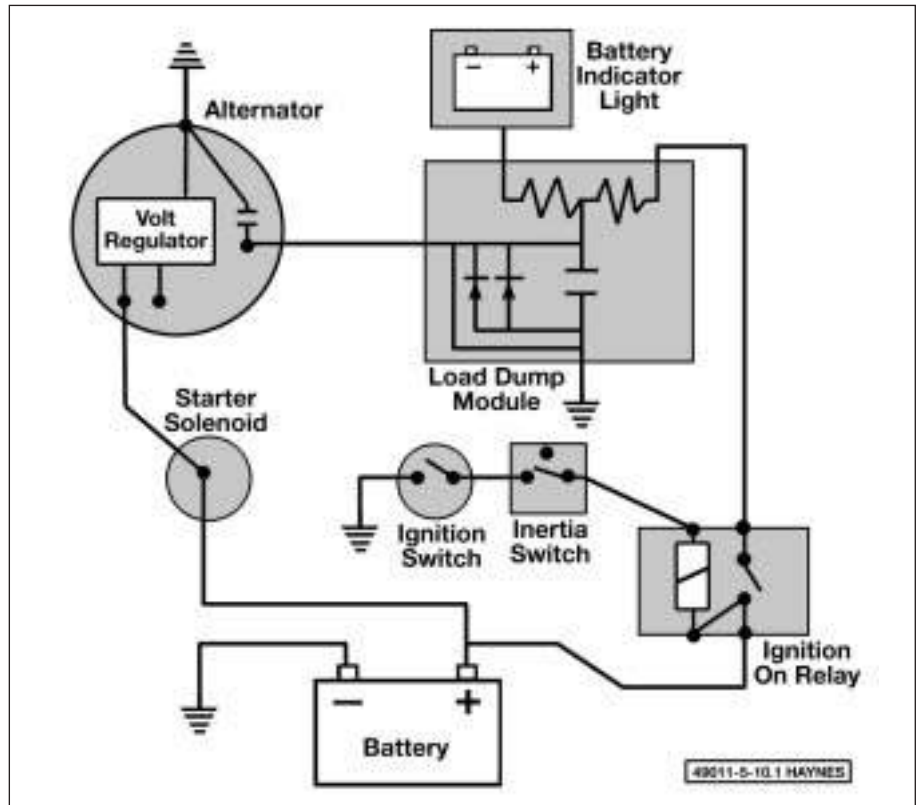 Battery
Indicator
Light
− +
Alternator
Volt
Regulator
Load Dump
Module
Starter
Solenoid
Ignition
Switch
Inertia
Switch
Ignition
On Relay
− +
Battery
49011-5-10.1 HAYNES